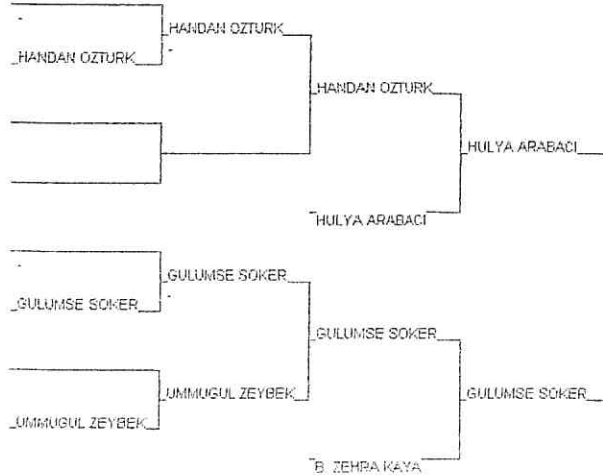 HANDAN OZTURK
HANDAN OZTURK
HANDAN OZTURK
HULYA ARABACI
HULYA ARABACI
GULUMSE SOKER
GULUMSE SOKER
GULUMSE SOKER
UMMUGUL ZEYBEK
GULUMSE SOKER
UMMUGUL ZEYBEK
B. ZEHRA KAYA